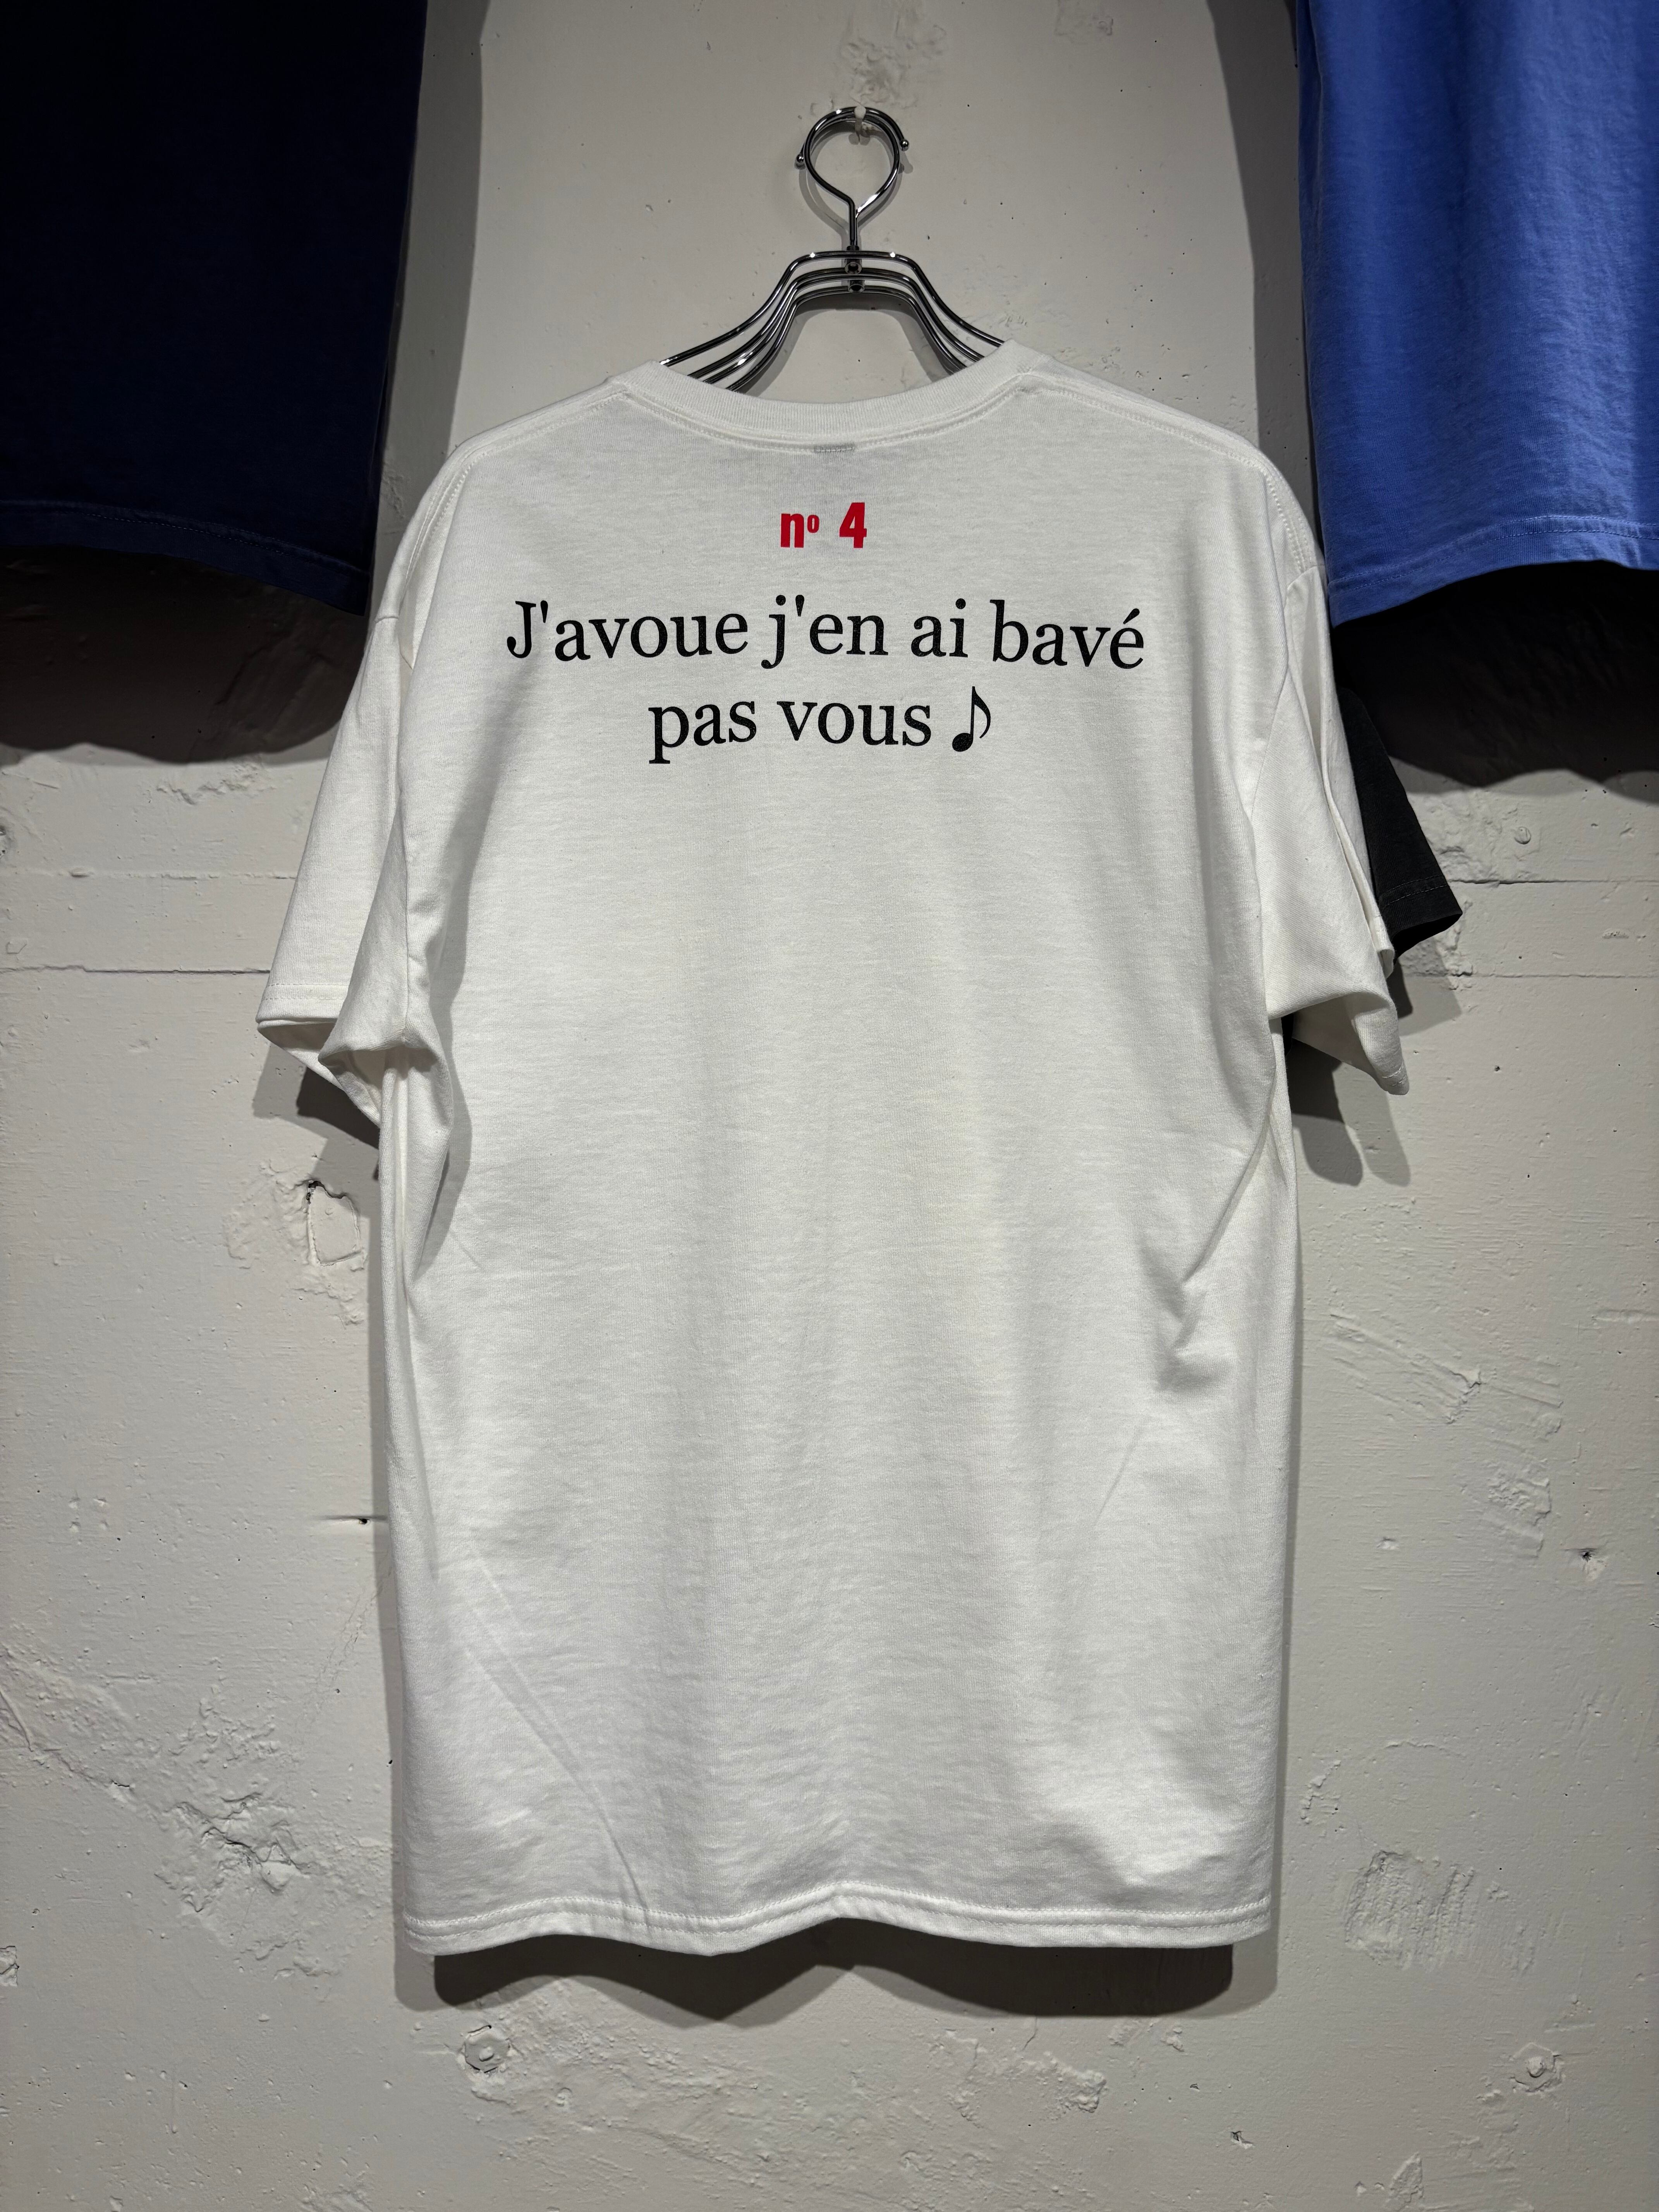 nº 4
J'avoue j'en ai bavé
pas vous ♪